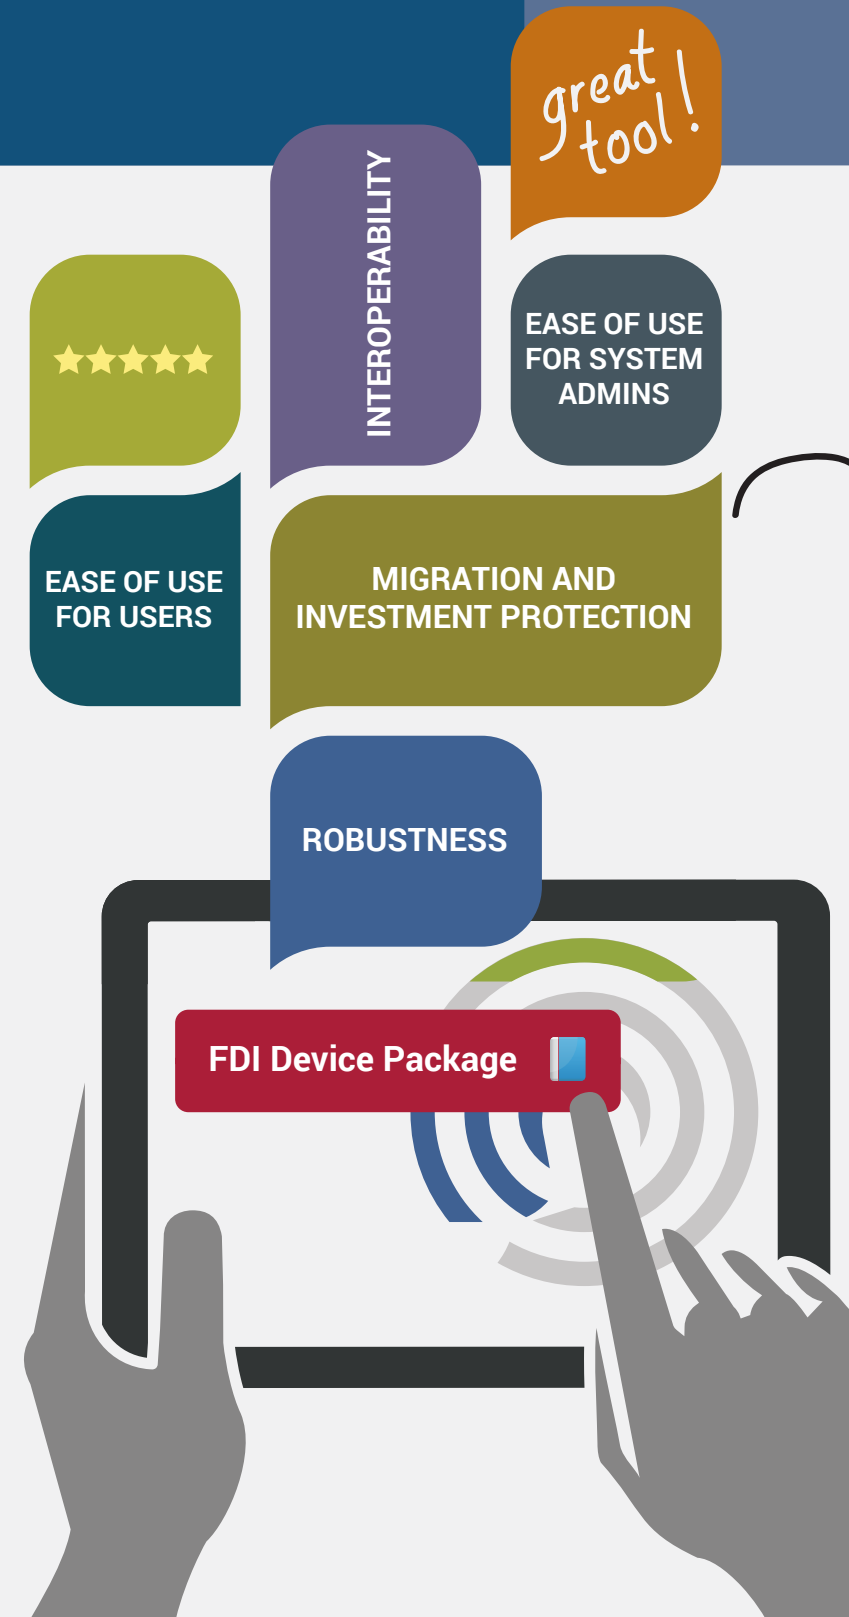 great
tool!
INTEROPERABILITY
EASE OF USE
FOR SYSTEM
ADMINS
EASE OF USE
FOR USERS
MIGRATION AND
INVESTMENT PROTECTION
ROBUSTNESS
FDI Device Package